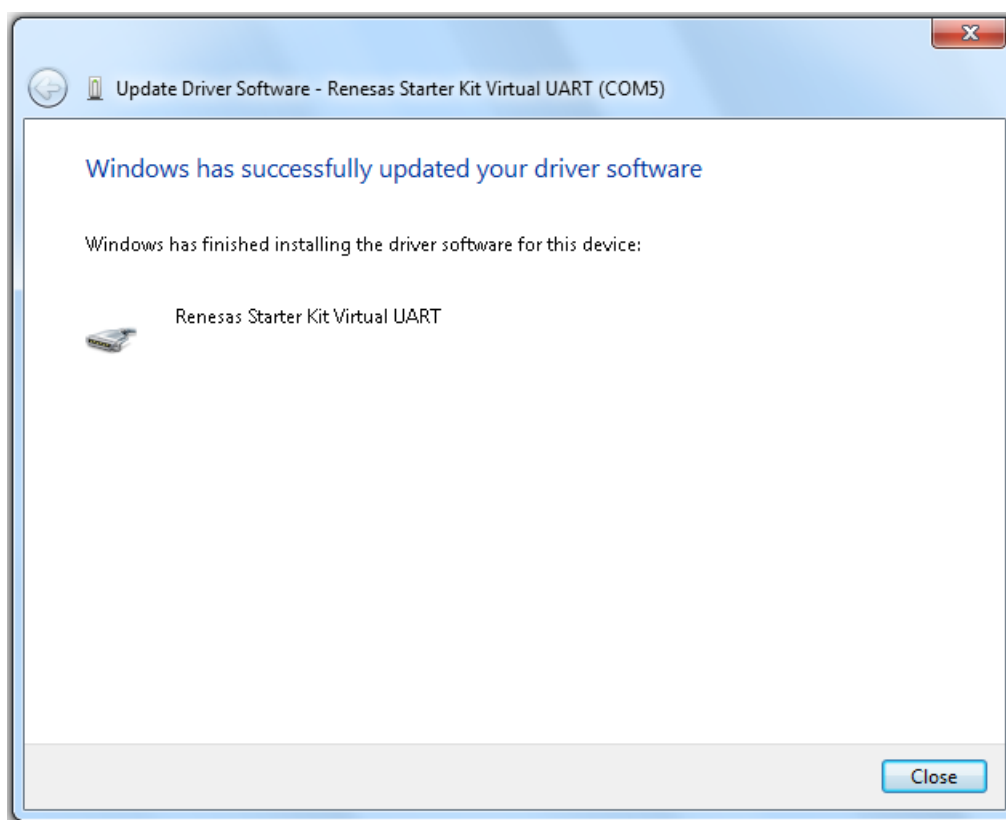 Update Driver Software - Renesas Starter Kit Virtual UART (COM5)
Windows has successfully updated your driver software
Windows has finished installing the driver software for this device:
Renesas Starter Kit Virtual UART
Close